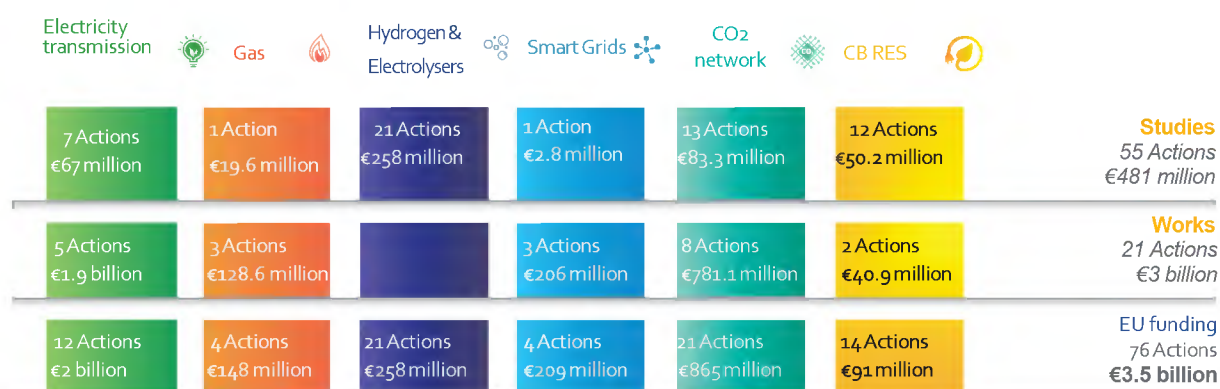 Electricity
transmission
Gas
Hydrogen &
Electrolysers
Smart Grids
CO2
network
CO2
CB RES
7 Actions
€67 million
1 Action
€19.6 million
21 Actions
€258 million
1 Action
€2.8 million
13 Actions
€83.3 million
12 Actions
€50.2 million
Studies
55 Actions
€481 million
5 Actions
€1.9 billion
3 Actions
€128.6 million
3 Actions
€206 million
8 Actions
€781.1 million
2 Actions
€40.9 million
Works
21 Actions
€3 billion
12 Actions
€2 billion
4 Actions
€148 million
21 Actions
€258 million
4 Actions
€209 million
21 Actions
€865 million
14 Actions
€91 million
EU funding
76 Actions
€3.5 billion